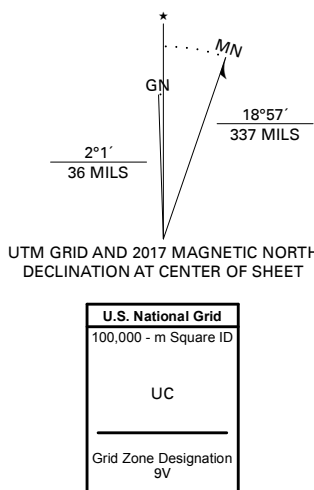 ★
MN
GN
18°57´
337 MILS
2°1´
36 MILS
UTM GRID AND 2017 MAGNETIC NORTH
DECLINATION AT CENTER OF SHEET
U.S. National Grid
100,000 - m Square ID
UC
Grid Zone Designation
9V